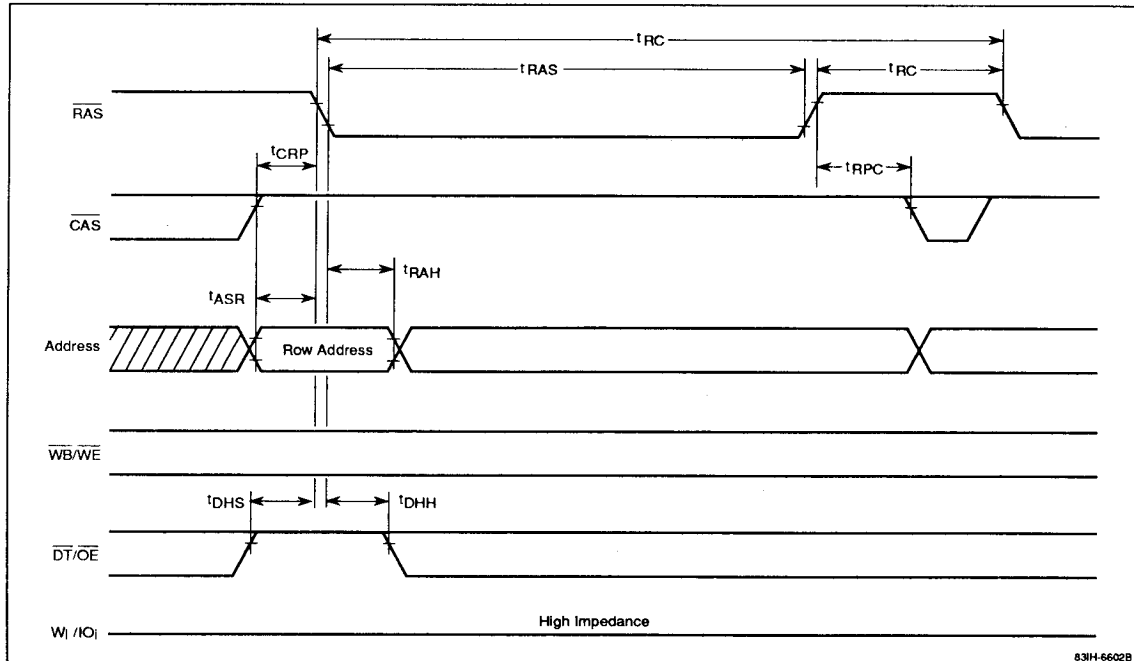 tRC
tRAS
tRC
RAS
tCRP
tRPC
CAS
tRAH
tASR
Address
Row Address
WB/WE
tDHS
tDHH
DT/OE
High Impedance
Wi /IOi
83IH-6602B